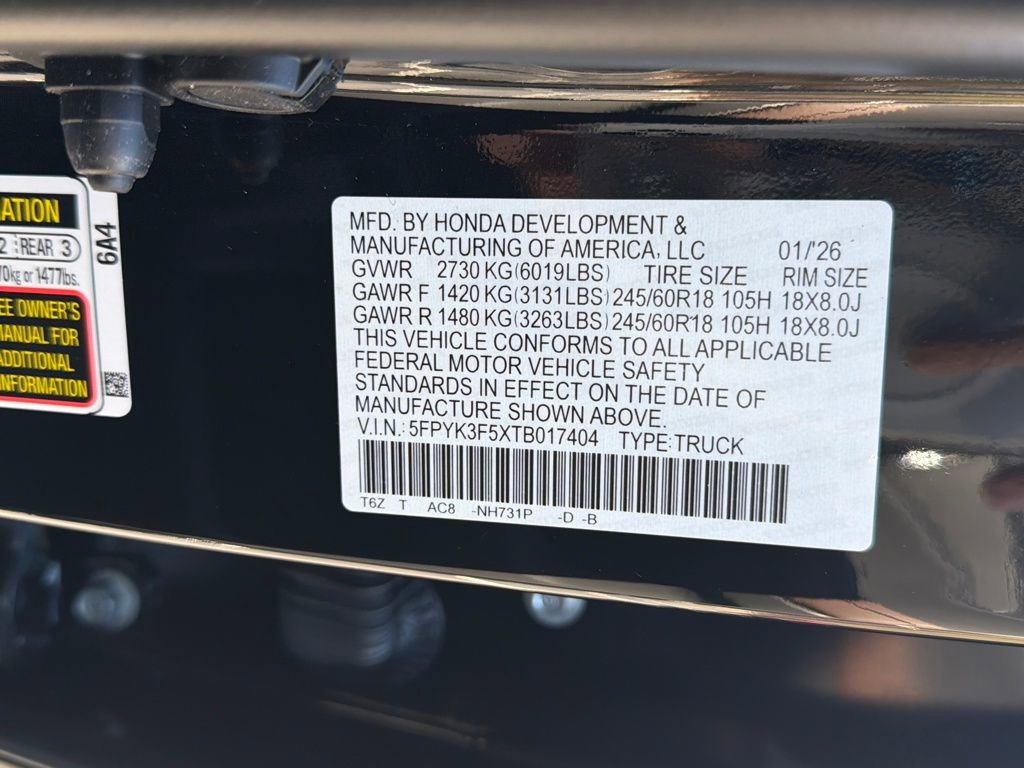 ATION
2 REAR 3
70kg or 1477lbs.
EE OWNER'S
MANUAL FOR
ADDITIONAL
INFORMATION
6A4
MFD. BY HONDA DEVELOPMENT &
MANUFACTURING OF AMERICA, LLC 01/'26
GVWR 2730 KG(6019LBS) TIRE SIZE RIM SIZE
GAWR F 1420 KG(3131LBS) 245/60R18 105H 18X8.0J
GAWR R 1480 KG(3263LBS) 245/60R18 105H 18X8.0J
THIS VEHICLE CONFORMS TO ALL APPLICABLE
FEDERAL MOTOR VEHICLE SAFETY
STANDARDS IN EFFECT ON THE DATE OF
MANUFACTURE SHOWN ABOVE.
V.I.N.: 5FPYK3F5XTB017404 TYPE:TRUCK
T6Z T AC8 -NH731P -D -B